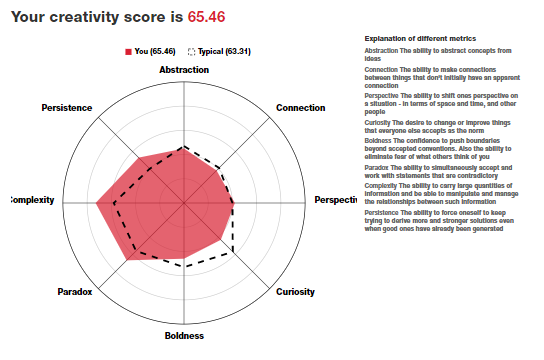 Your creativity score is 65.46
You (65.46) Typical (63.31)
Abstraction
Persistence
Connection
Complexity
Perspectiv
Paradox
Curiosity
Boldness
Explanation of different metrics
Abstraction The ability to abstract concepts from
ideas
Connection The ability to make connections
between things that don't initially have an apparent
connection
Perspective The ability to shift ones perspective on
a situation - in terms of space and time, and other
people
Curiosity The desire to change or improve things
that everyone else accepts as the norm
Boldness The confidence to push boundaries
beyond accepted conventions. Also the ability to
eliminate fear of what others think of you
Paradox The ability to simultaneously accept and
work with statements that are contradictory
Complexity The ability to carry large quantities of
information and be able to manipulate and manage
the relationships between such information
Persistence The ability to force oneself to keep
trying to derive more and stronger solutions even
when good ones have already been generated